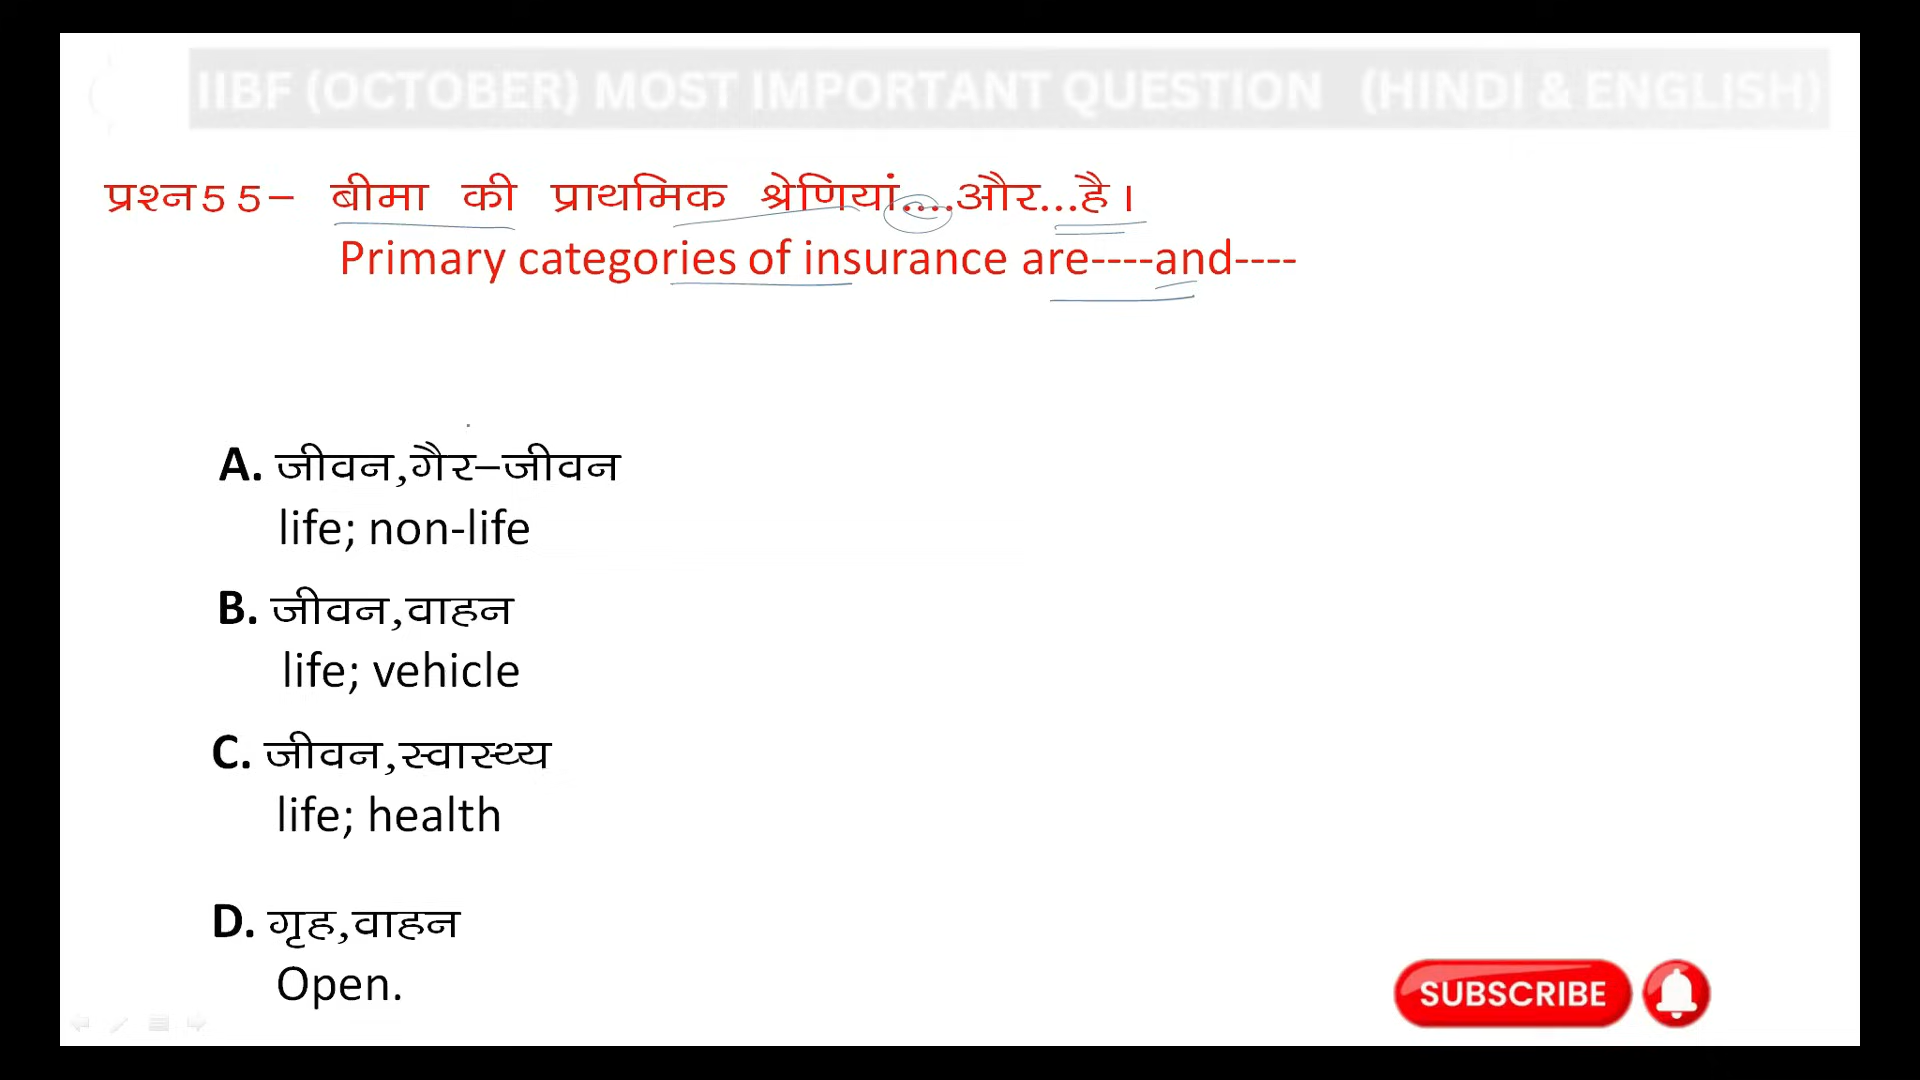 IIBF (OCTOBER) MOST IMPORTANT QUESTION (HINDI & ENGLISH)
प्रश्न55– बीमा की प्राथमिक श्रेणियां....और...है।
Primary categories of insurance are----and----
A. जीवन,गैर–जीवन
life; non-life
B. जीवन,वाहन
life; vehicle
C. जीवन,स्वास्थ्य
life; health
D. गृह,वाहन
Open.
SUBSCRIBE